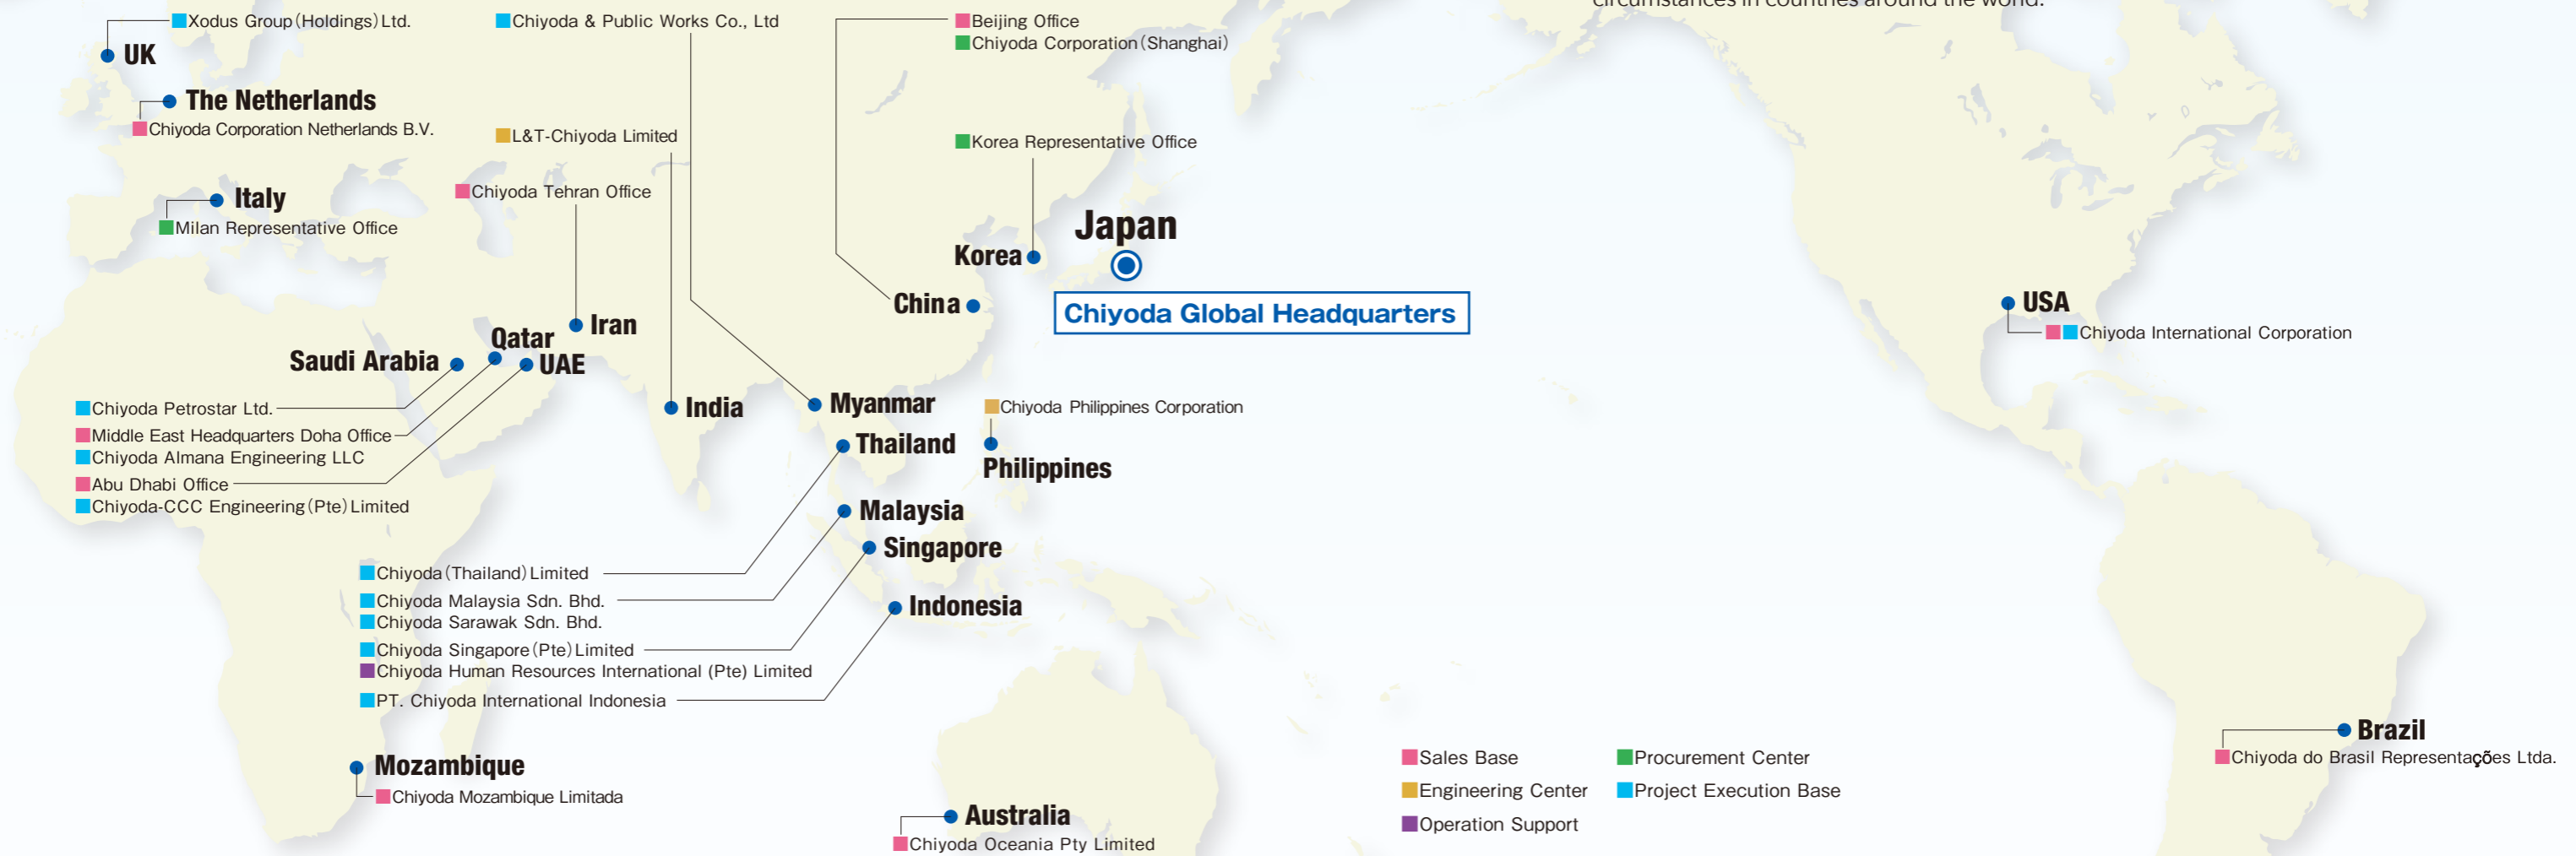 circumstances in countries around the world.
Xodus Group (Holdings) Ltd.
UK
Chiyoda & Public Works Co., Ltd
Beijing Office
Chiyoda Corporation (Shanghai)
The Netherlands
Chiyoda Corporation Netherlands B.V.
L&T-Chiyoda Limited
Korea Representative Office
Chiyoda Tehran Office
Italy
Milan Representative Office
Japan
Korea
Chiyoda Global Headquarters
China
USA
Chiyoda International Corporation
Iran
Qatar
Saudi Arabia
UAE
Chiyoda Petrostar Ltd.
Middle East Headquarters Doha Office
Chiyoda Almana Engineering LLC
Abu Dhabi Office
Chiyoda-CCC Engineering (Pte) Limited
India
Myanmar
Chiyoda Philippines Corporation
Thailand
Philippines
Malaysia
Singapore
Indonesia
Chiyoda (Thailand) Limited
Chiyoda Malaysia Sdn. Bhd.
Chiyoda Sarawak Sdn. Bhd.
Chiyoda Singapore (Pte) Limited
Chiyoda Human Resources International (Pte) Limited
PT. Chiyoda International Indonesia
Mozambique
Chiyoda Mozambique Limitada
Australia
Chiyoda Oceania Pty Limited
Brazil
Chiyoda do Brasil Representações Ltda.
Sales Base
Procurement Center
Engineering Center
Project Execution Base
Operation Support